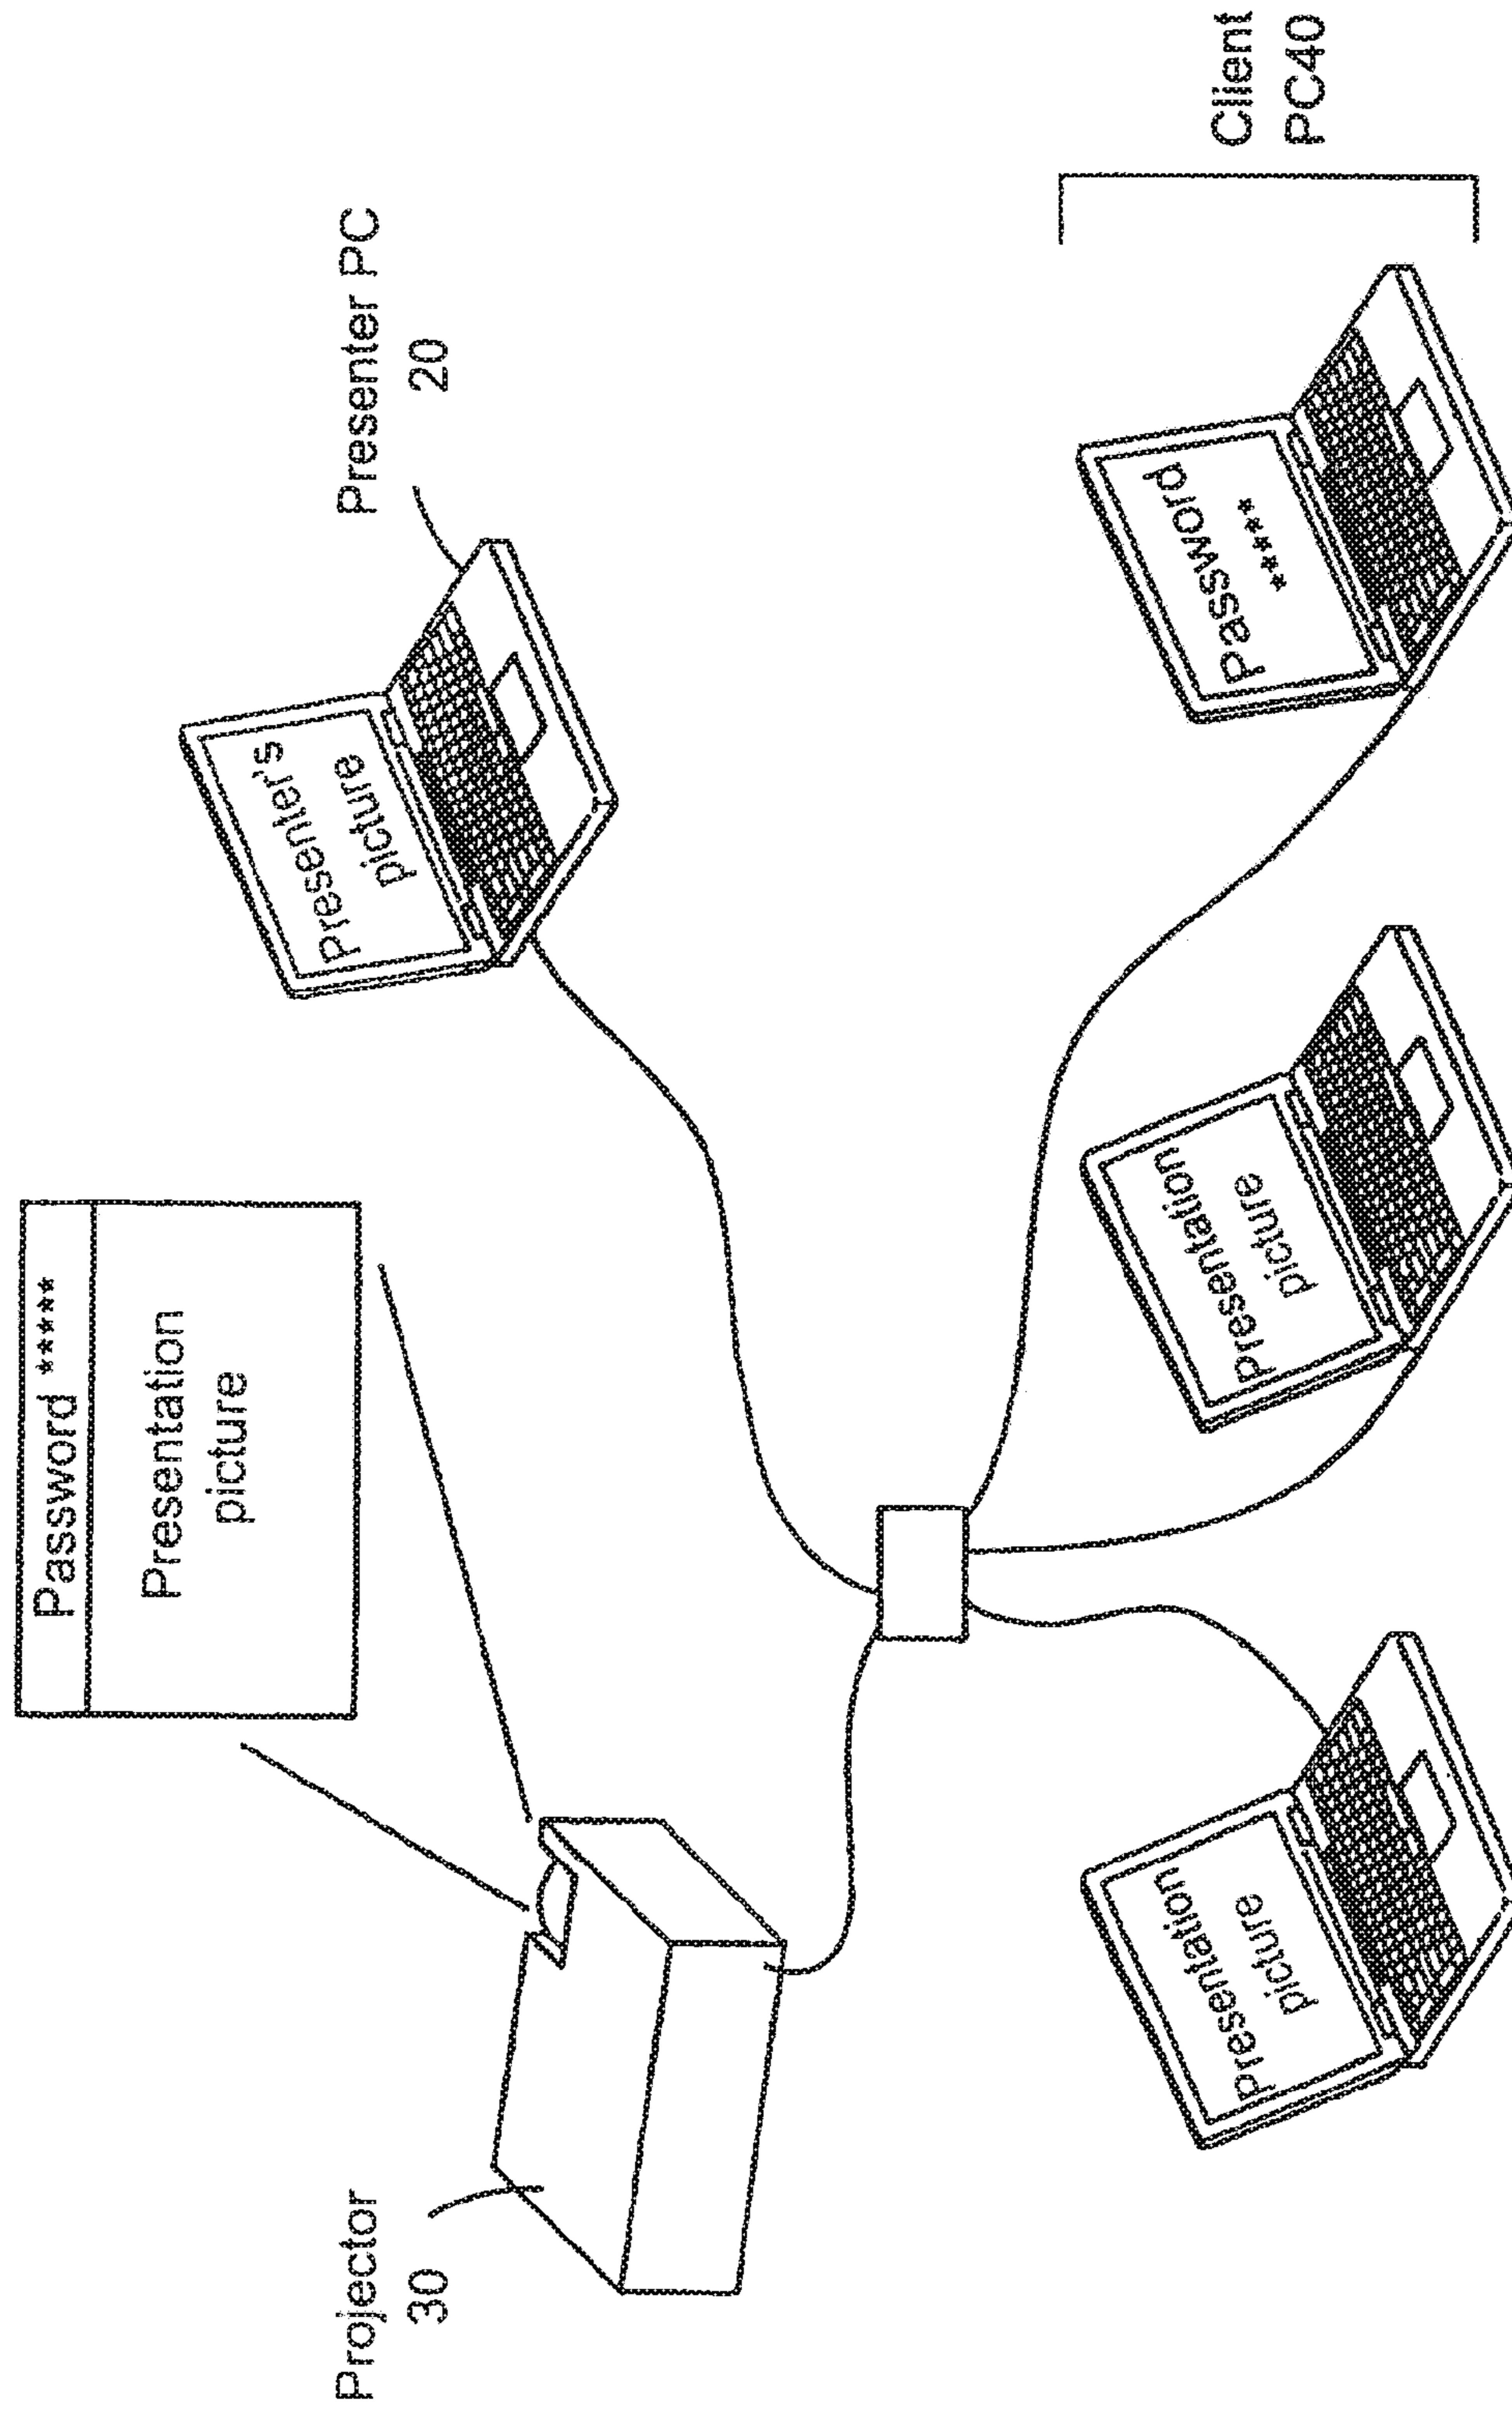 Password *****
Presentation
picture
Projector
30
Presenter PC
20
Presenter's
picture
Presentation
picture
Presentation
picture
Password
*****
Client
PC40